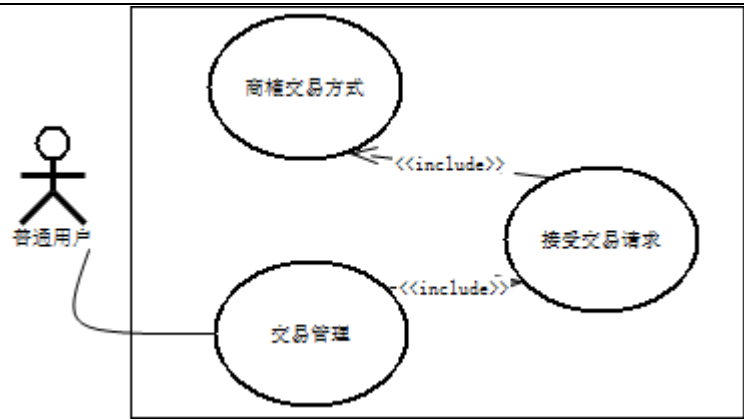 商榷交易方式
<<include>>
普通用户
接受交易请求
<<include>>
交易管理